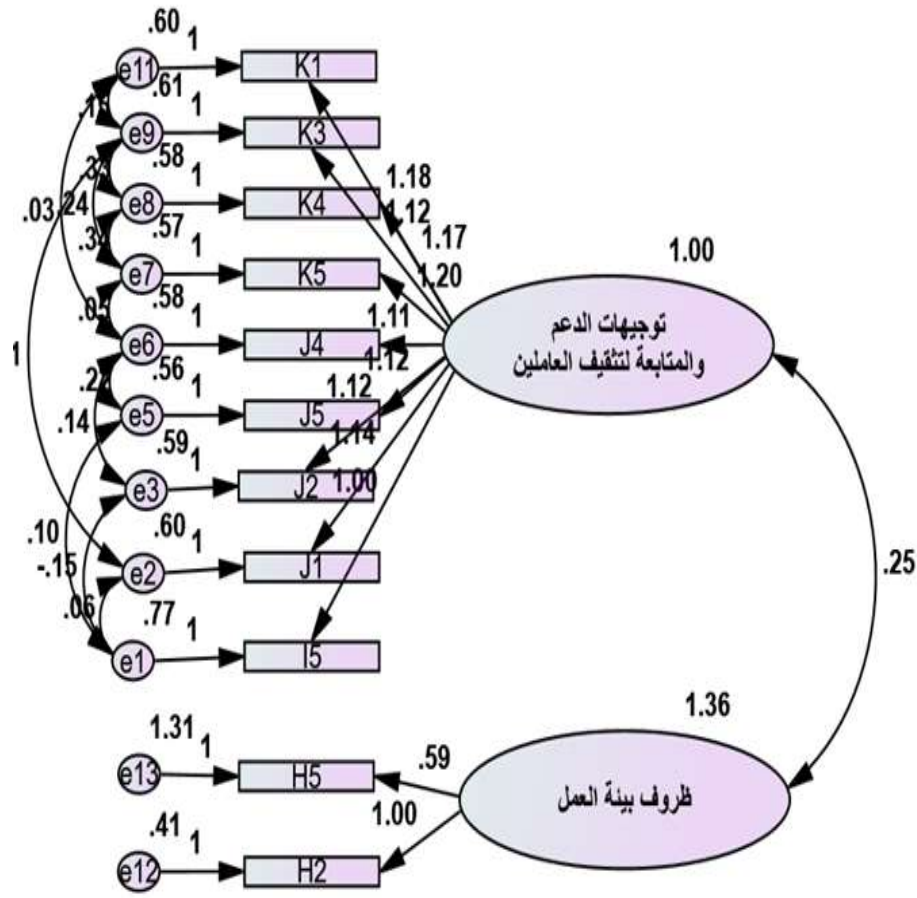 .60
1
e11
K1
.61
1
e9
K3
.58
1
e8
K4
.57
1
e7
K5
.58
1
e6
J4
.56
1
e5
J5
.59
1
e3
J2
.60
1
e2
J1
.77
1
e1
I5
.03
.24
.14
.10
-.15
.06
1
1.18
1.12
1.17
1.20
1.11
1.12
1.12
1.14
1.00
1.00
توجيهات الدعم
والمتابعة لتثقيف العاملين
.25
1.36
ظروف بيئة العمل
1.31
1
e13
H5
.59
.41
1
e12
H2
1.00